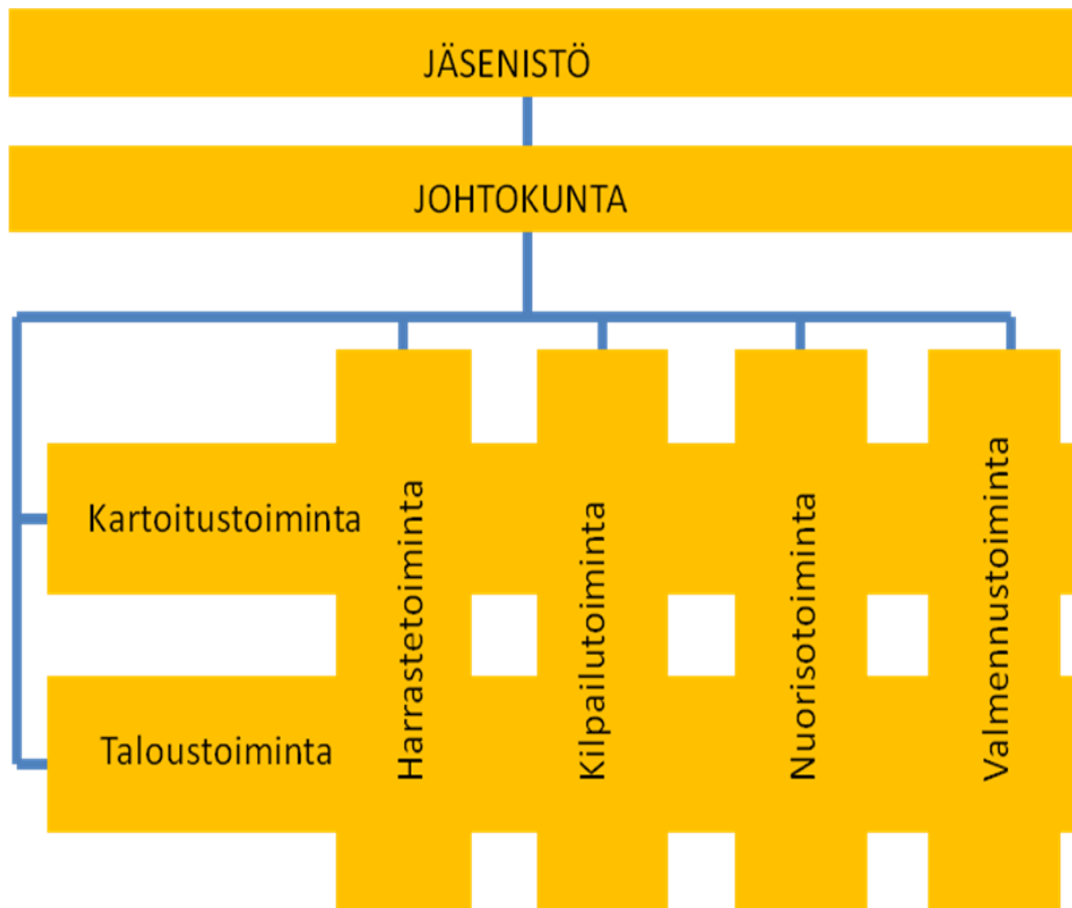 JÄSENISTÖ
JOHTOKUNTA
Kartoitustoiminta
Taloustoiminta
Harrastetoiminta
Kilpailutoiminta
Nuorisotoiminta
Valmennustoiminta